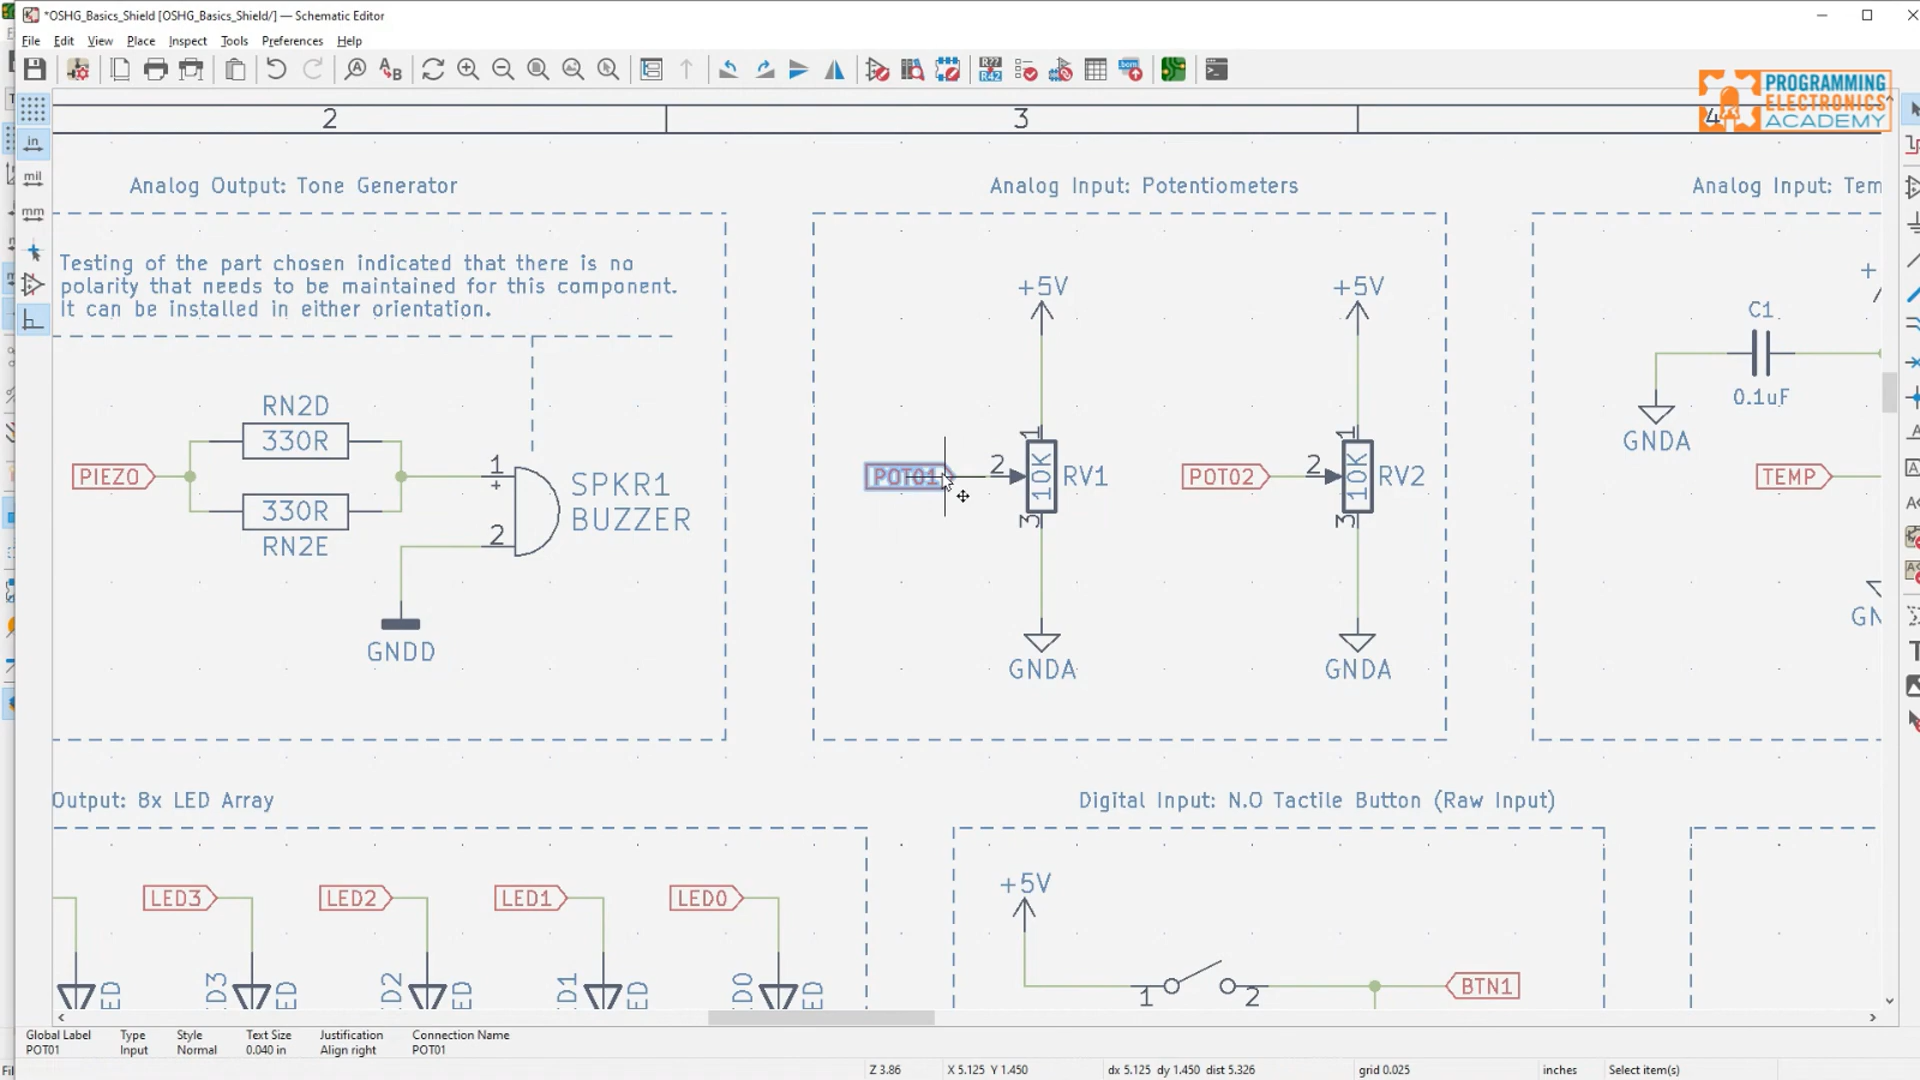 *OSHG_Basics_Shield [OSHG_Basics_Shield/] — Schematic Editor
File Edit View Place Inspect Tools Preferences Help
PROGRAMMING
ELECTRONICS
ACADEMY
2 3 4
in
mil
mm
Analog Output: Tone Generator
Analog Input: Potentiometers
Analog Input: Tem
Testing of the part chosen indicated that there is no
polarity that needs to be maintained for this component.
It can be installed in either orientation.
RN2D
330R
PIEZO
330R
RN2E
1
+
2
SPKR1
BUZZER
GNDD
+5V
POT01
2
1
10K
3
RV1
GNDA
+5V
POT02
2
1
10K
3
RV2
GNDA
+
C1
0.1uF
GNDA
TEMP
GN
Output: 8x LED Array
LED3 LED2 LED1 LED0
ED D3 ED D2 ED D1 ED D0 ED
Digital Input: N.O Tactile Button (Raw Input)
+5V
1 2
BTN1
Global Label Type Style Text Size Justification Connection Name
POT01 Input Normal 0.040 in Align right POT01
Z 3.86 X 5.125 Y 1.450 dx 5.125 dy 1.450 dist 5.326 grid 0.025 inches Select item(s)